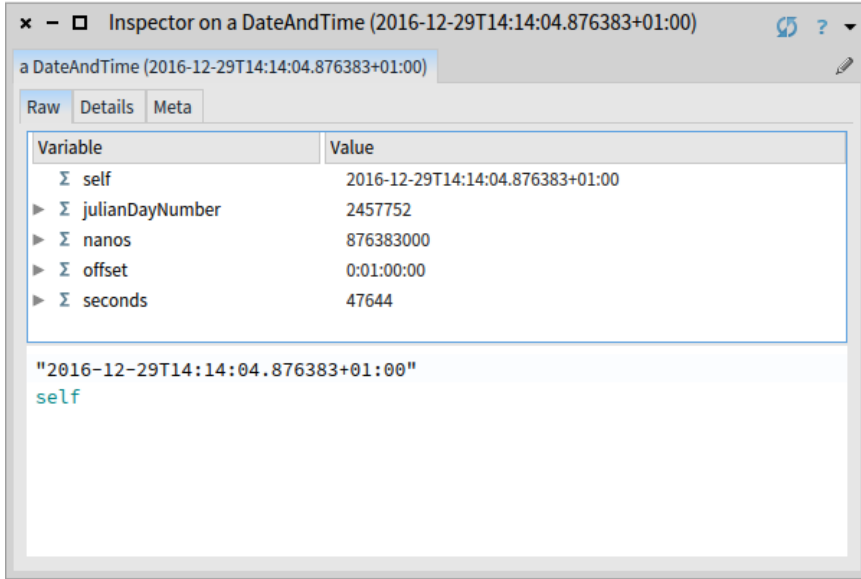 Inspector on a DateAndTime (2016-12-29T14:14:04.876383+01:00)
?
a DateAndTime (2016-12-29T14:14:04.876383+01:00)
Raw Details Meta
Variable Value
Σ self 2016-12-29T14:14:04.876383+01:00
Σ julianDayNumber 2457752
Σ nanos 876383000
Σ offset 0:01:00:00
Σ seconds 47644
"2016-12-29T14:14:04.876383+01:00"
self